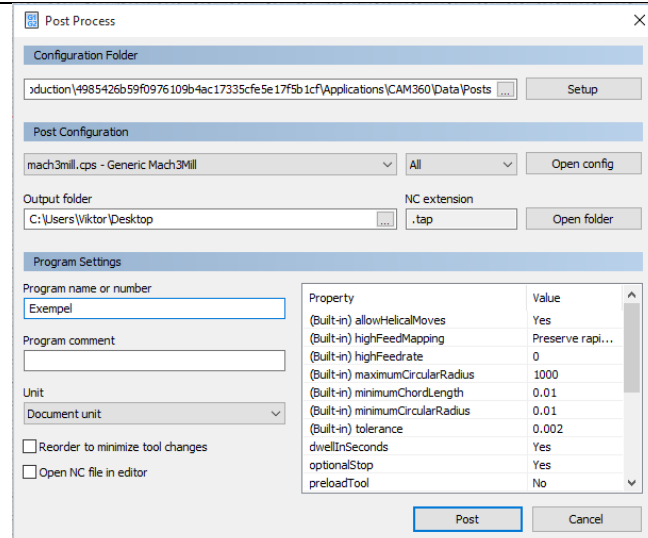 G1
G2
Post Process
Configuration Folder
oduction\4985426b59f0976109b4ac17335cfe5e17f5b1cf\Applications\CAM360\Data\Posts ... Setup
Post Configuration
mach3mill.cps - Generic Mach3Mill All Open config
Output folder NC extension
C:\Users\Viktor\Desktop ... .tap Open folder
Program Settings
Program name or number
Exempel
Program comment
Unit
Document unit
Reorder to minimize tool changes
Open NC file in editor
Property Value
(Built-in) allowHelicalMoves Yes
(Built-in) highFeedMapping Preserve rapi...
(Built-in) highFeedrate 0
(Built-in) maximumCircularRadius 1000
(Built-in) minimumChordLength 0.01
(Built-in) minimumCircularRadius 0.01
(Built-in) tolerance 0.002
dwellInSeconds Yes
optionalStop Yes
preloadTool No
Post Cancel